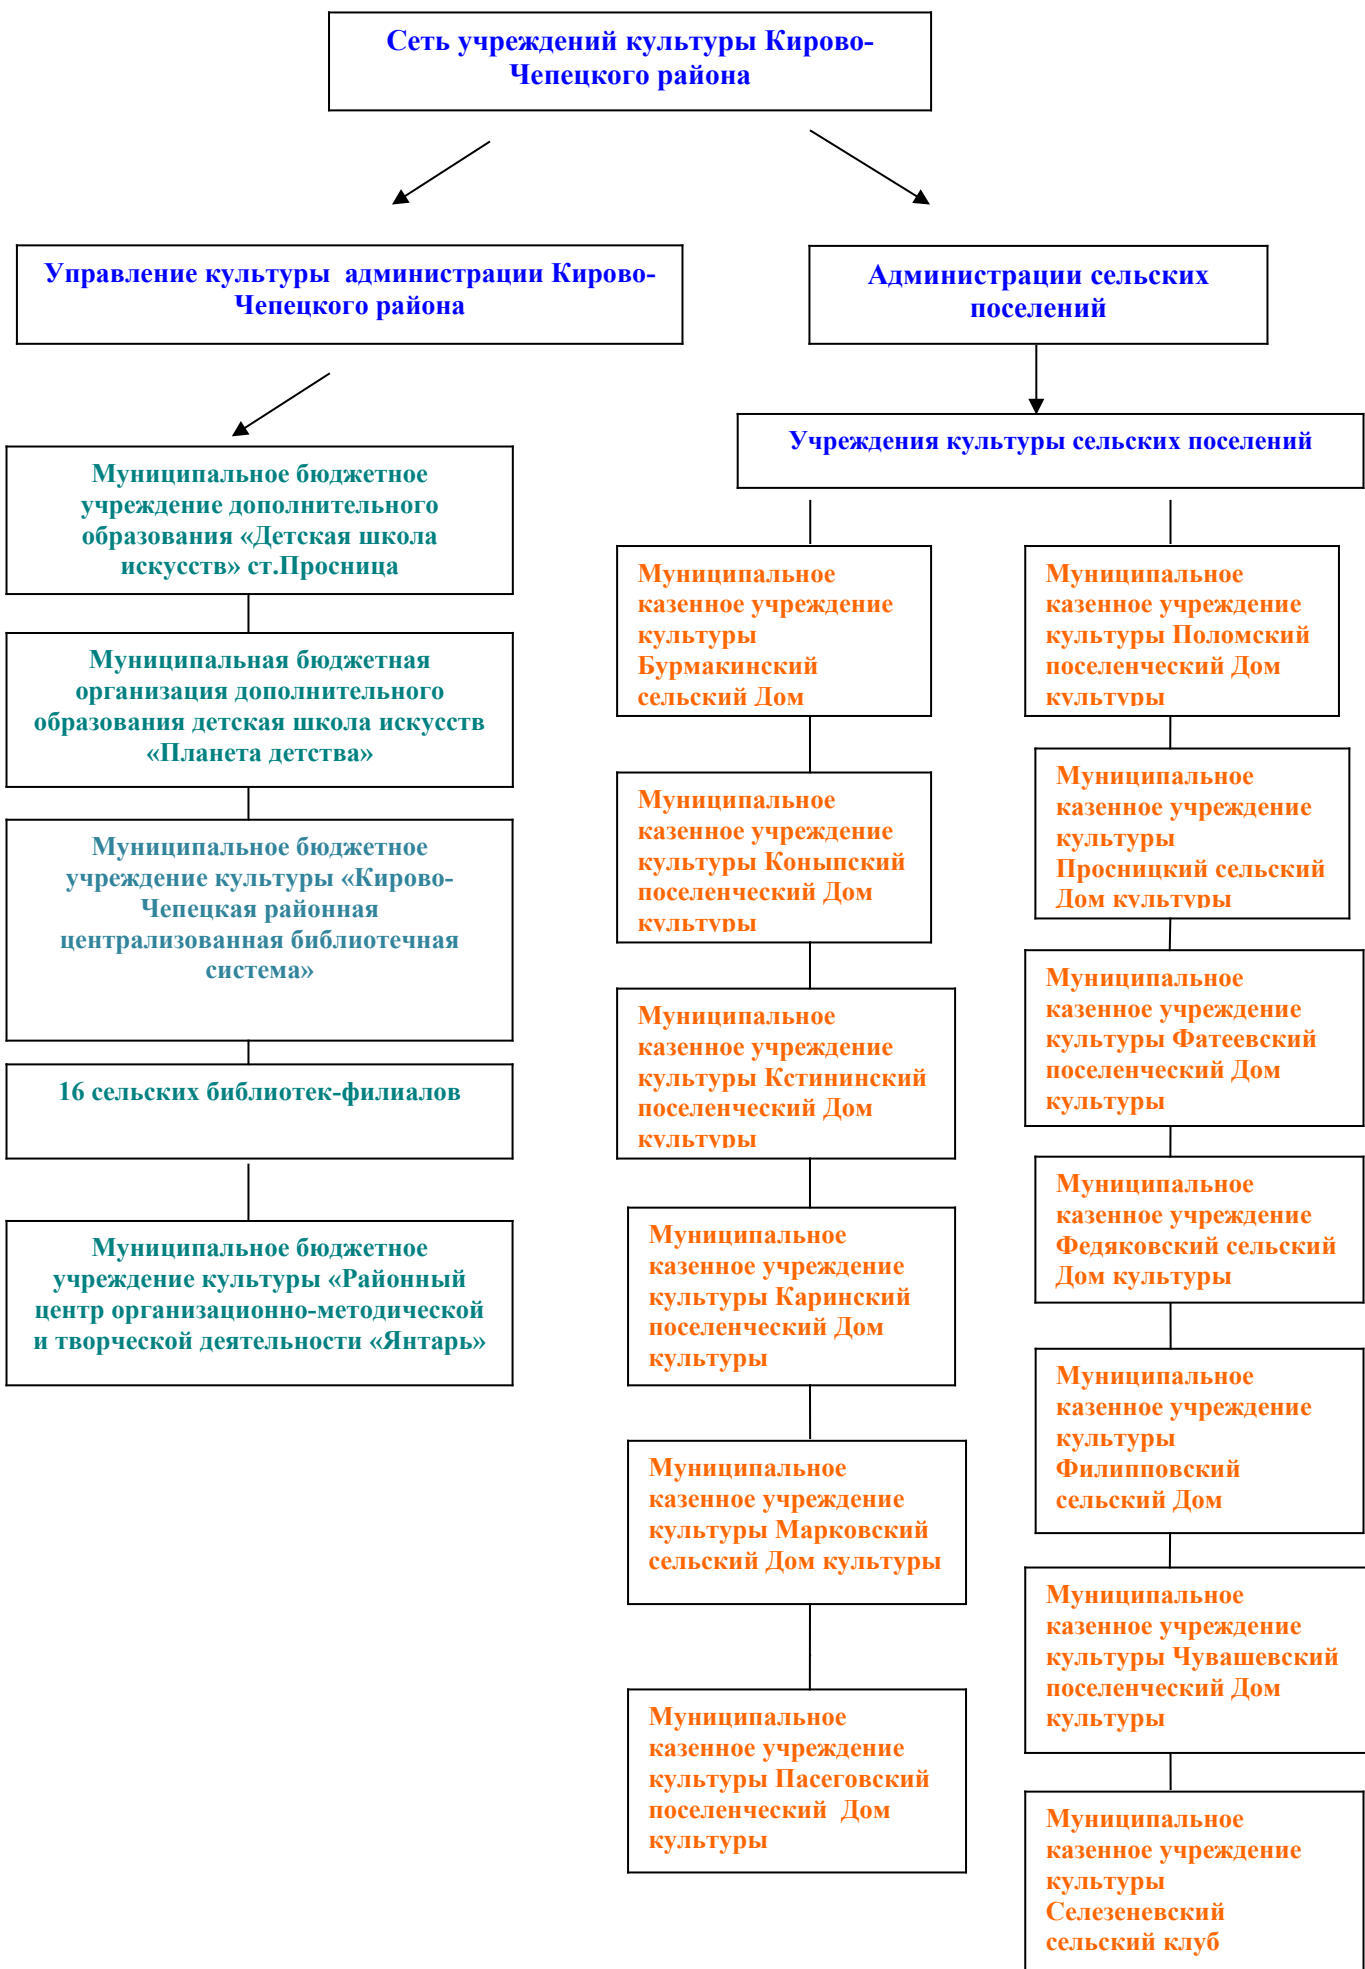 Сеть учреждений культуры Кирово-
Чепецкого района
Управление культуры администрации Кирово-
Чепецкого района
Администрации сельских
поселений
Учреждения культуры сельских поселений
Муниципальное бюджетное
учреждение дополнительного
образования «Детская школа
искусств» ст.Просница
Муниципальная бюджетная
организация дополнительного
образования детская школа искусств
«Планета детства»
Муниципальное бюджетное
учреждение культуры «Кирово-
Чепецкая районная
централизованная библиотечная
система»
16 сельских библиотек-филиалов
Муниципальное бюджетное
учреждение культуры «Районный
центр организационно-методической
и творческой деятельности «Янтарь»
Муниципальное
казенное учреждение
культуры
Бурмакинский
сельский Дом
Муниципальное
казенное учреждение
культуры Коныпский
поселенческий Дом
культуры
Муниципальное
казенное учреждение
культуры Кстининский
поселенческий Дом
культуры
Муниципальное
казенное учреждение
культуры Каринский
поселенческий Дом
культуры
Муниципальное
казенное учреждение
культуры Марковский
сельский Дом культуры
Муниципальное
казенное учреждение
культуры Пасеговский
поселенческий Дом
культуры
Муниципальное
казенное учреждение
культуры Поломский
поселенческий Дом
культуры
Муниципальное
казенное учреждение
культуры
Просницкий сельский
Дом культуры
Муниципальное
казенное учреждение
культуры Фатеевский
поселенческий Дом
культуры
Муниципальное
казенное учреждение
Федяковский сельский
Дом культуры
Муниципальное
казенное учреждение
культуры
Филипповский
сельский Дом
Муниципальное
казенное учреждение
культуры Чувашевский
поселенческий Дом
культуры
Муниципальное
казенное учреждение
культуры
Селезеневский
сельский клуб